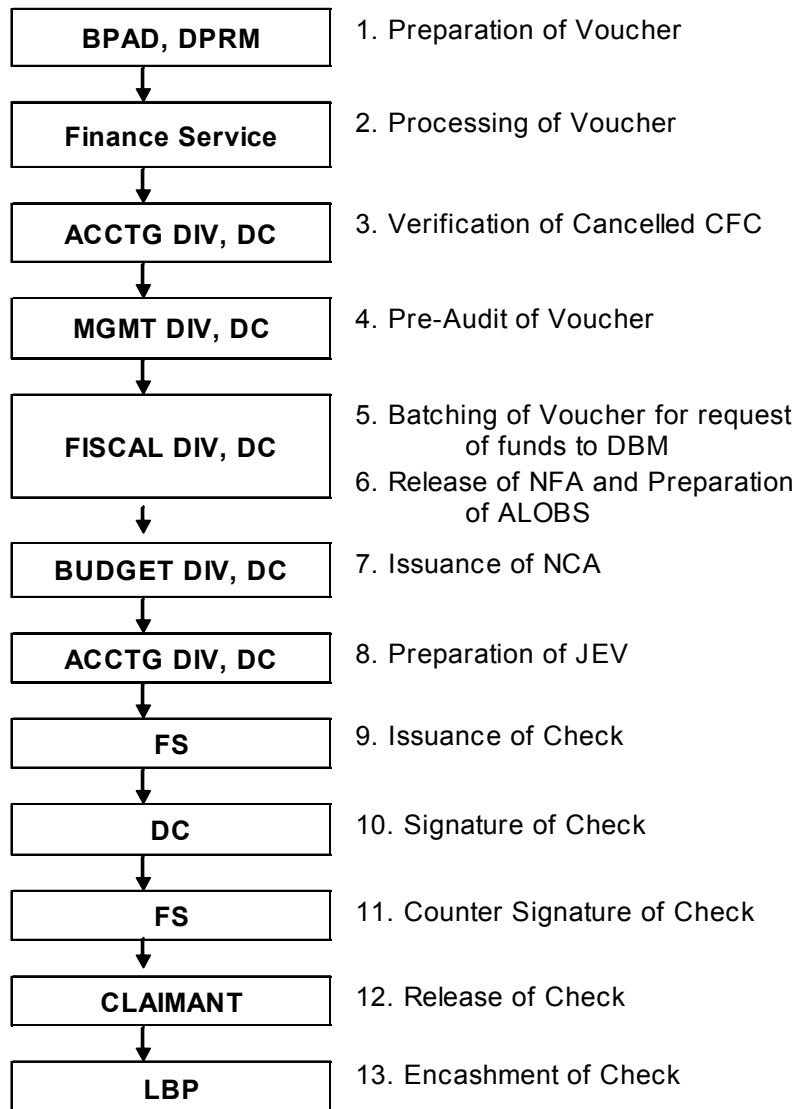 BPAD, DPRM
1. Preparation of Voucher
Finance Service
2. Processing of Voucher
ACCTG DIV, DC
3. Verification of Cancelled CFC
MGMT DIV, DC
4. Pre-Audit of Voucher
FISCAL DIV, DC
5. Batching of Voucher for request
of funds to DBM
6. Release of NFA and Preparation
of ALOBS
BUDGET DIV, DC
7. Issuance of NCA
ACCTG DIV, DC
8. Preparation of JEV
FS
9. Issuance of Check
DC
10. Signature of Check
FS
11. Counter Signature of Check
CLAIMANT
12. Release of Check
LBP
13. Encashment of Check